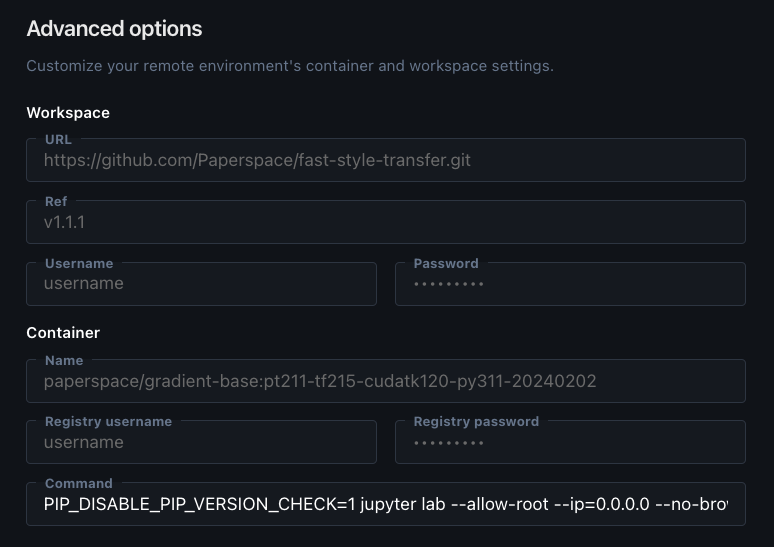 Advanced options
Customize your remote environment's container and workspace settings.
Workspace
URL
https://github.com/Paperspace/fast-style-transfer.git
Ref
v1.1.1
Username
username
Password
•••••••••
Container
Name
paperspace/gradient-base:pt211-tf215-cudatk120-py311-20240202
Registry username
username
Registry password
•••••••••
Command
PIP_DISABLE_PIP_VERSION_CHECK=1 jupyter lab --allow-root --ip=0.0.0.0 --no-bro